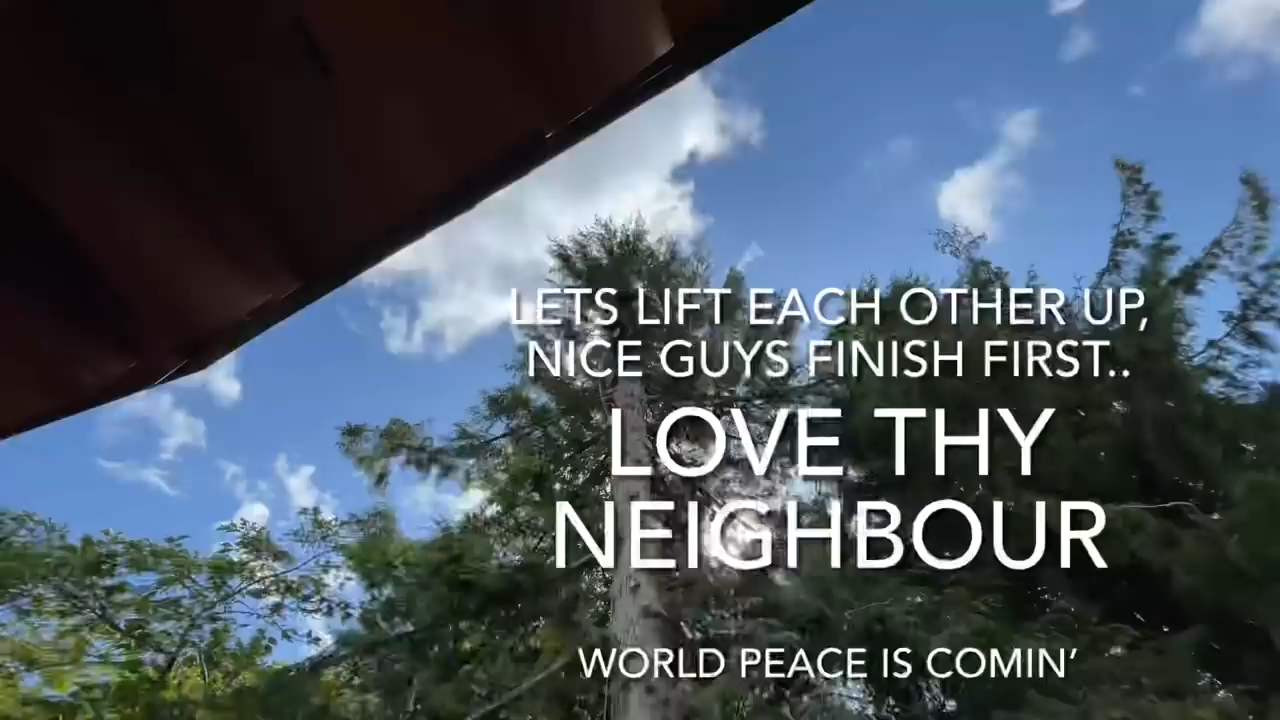 LETS LIFT EACH OTHER UP,
NICE GUYS FINISH FIRST..
LOVE THY
NEIGHBOUR
WORLD PEACE IS COMIN’